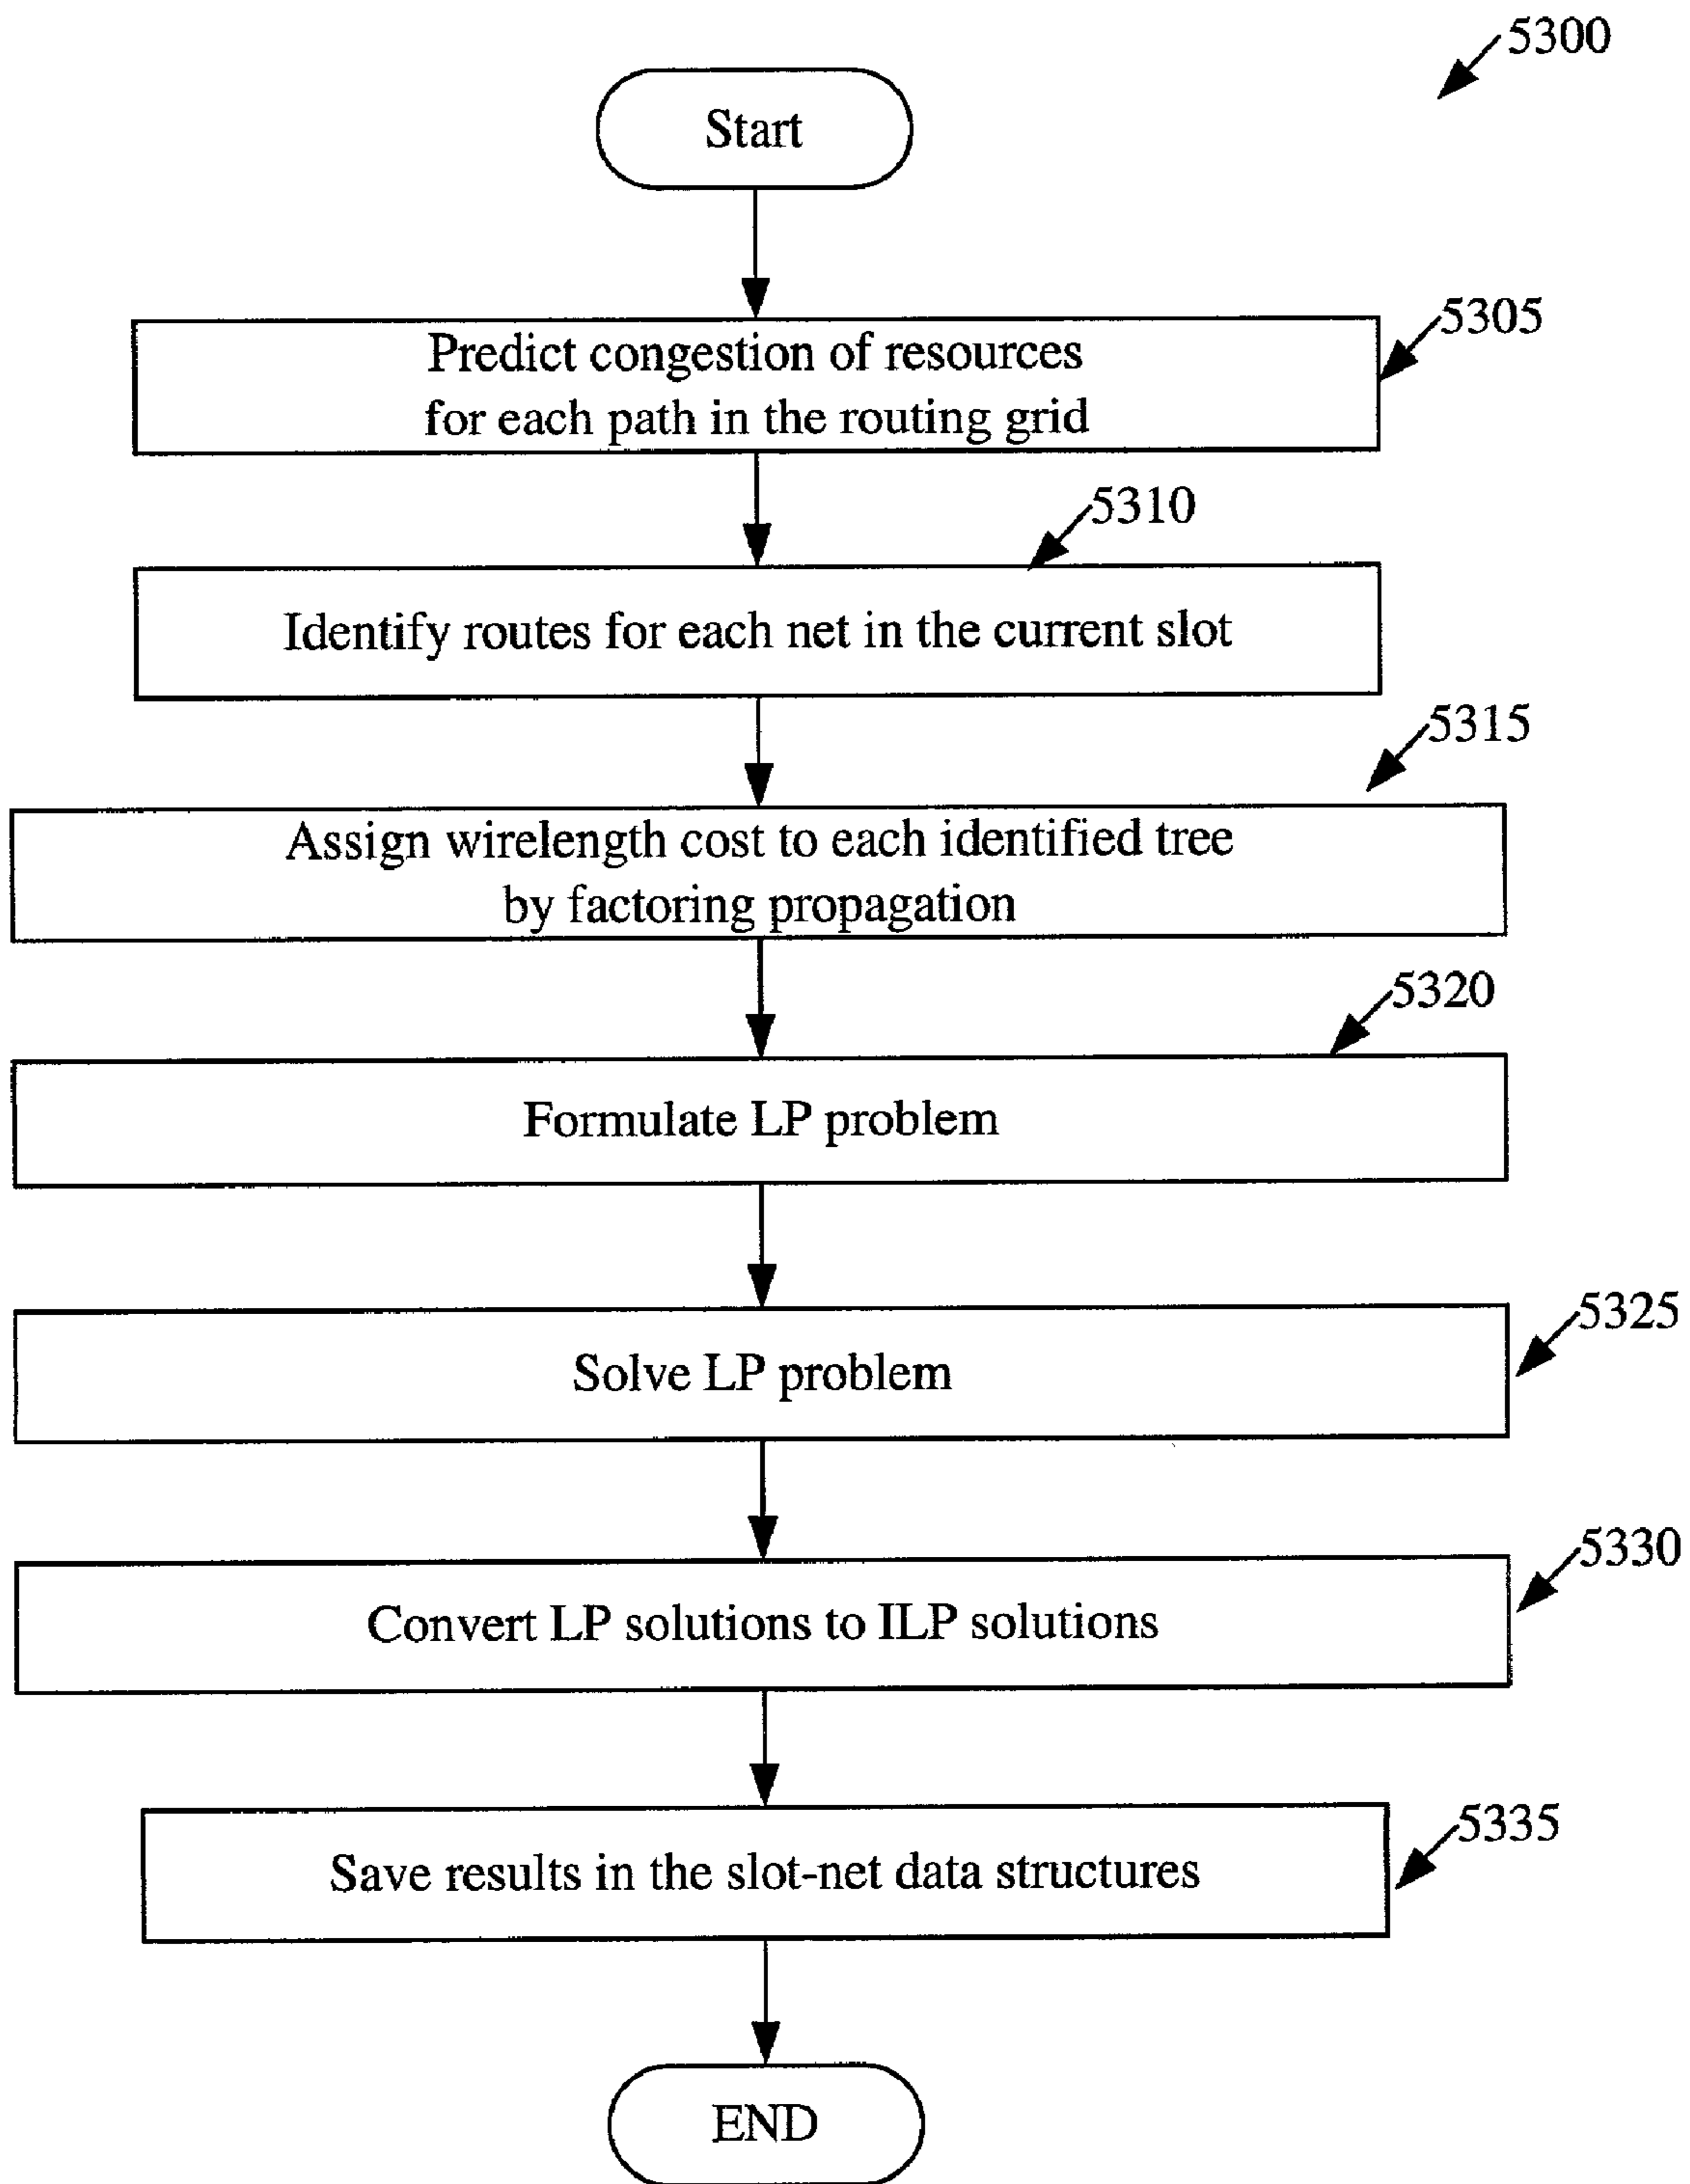 5300
Start
5305
Predict congestion of resources
for each path in the routing grid
5310
Identify routes for each net in the current slot
5315
Assign wirelength cost to each identified tree
by factoring propagation
5320
Formulate LP problem
5325
Solve LP problem
5330
Convert LP solutions to ILP solutions
5335
Save results in the slot-net data structures
END